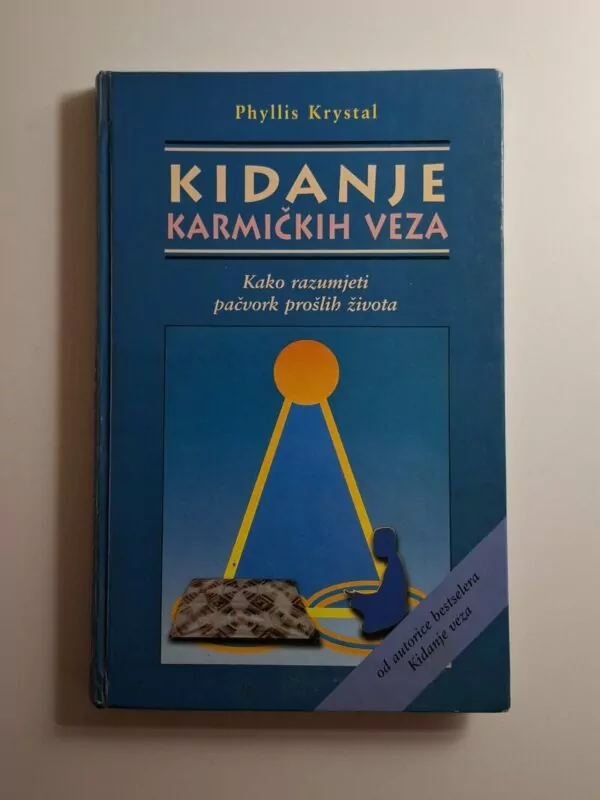 Phyllis Krystal
KIDANJE
KARMIČKIH VEZA
Kako razumjeti
pačvork prošlih života
od autorice bestselera
Kidanje veza